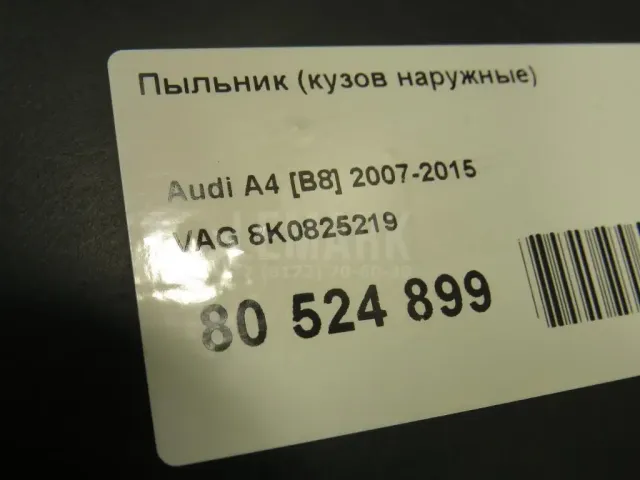 Пыльник (кузов наружные)
Audi A4 [B8] 2007-2015
VAG 8K0825219
80 524 899